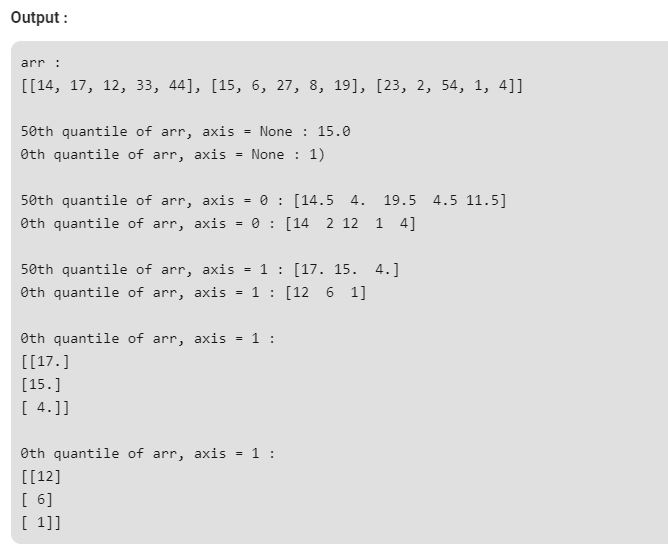 Output :
arr :
[[14, 17, 12, 33, 44], [15, 6, 27, 8, 19], [23, 2, 54, 1, 4]]
50th quantile of arr, axis = None : 15.0
0th quantile of arr, axis = None : 1)
50th quantile of arr, axis = 0 : [14.5  4.  19.5  4.5 11.5]
0th quantile of arr, axis = 0 : [14  2 12  1  4]
50th quantile of arr, axis = 1 : [17. 15.  4.]
0th quantile of arr, axis = 1 : [12  6  1]
0th quantile of arr, axis = 1 :
[[17.]
[15.]
[ 4.]]
0th quantile of arr, axis = 1 :
[[12]
[ 6]
[ 1]]